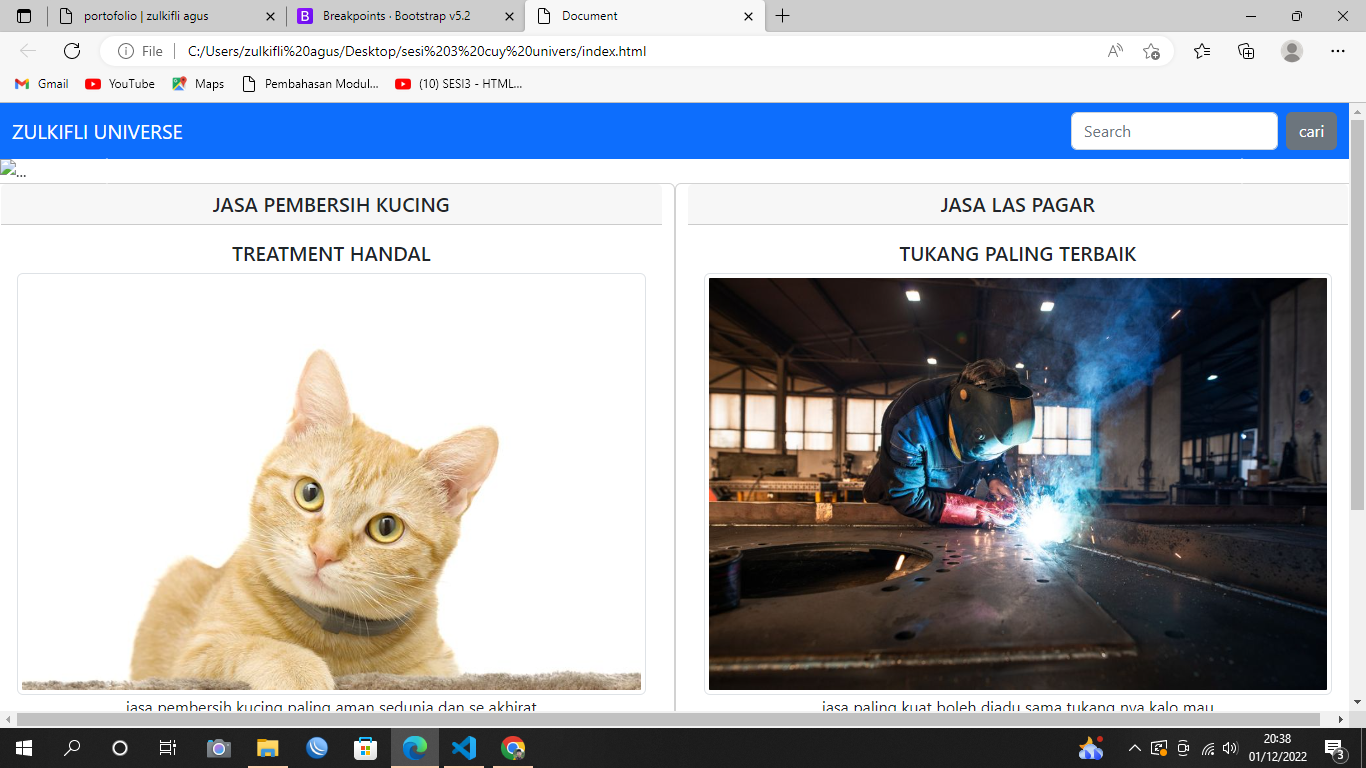 portofolio | zulkifli agus
Breakpoints · Bootstrap v5.2
Document
File
C:/Users/zulkifli%20agus/Desktop/sesi%203%20cuy%20univers/index.html
Gmail
YouTube
Maps
Pembahasan Modul...
(10) SESI3 - HTML...
ZULKIFLI UNIVERSE
Search
cari
...
JASA PEMBERSIH KUCING
JASA LAS PAGAR
TREATMENT HANDAL
TUKANG PALING TERBAIK
jasa pembersih kucing paling aman sedunia dan se akhirat
jasa paling kuat boleh diadu sama tukang nya kalo mau
20:38
01/12/2022
3